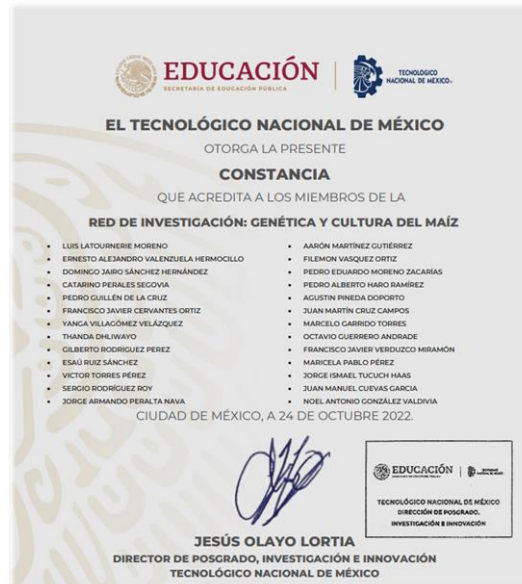 EDUCACIÓN
SECRETARÍA DE EDUCACIÓN PÚBLICA
TECNOLÓGICO
NACIONAL DE MÉXICO
EL TECNOLÓGICO NACIONAL DE MÉXICO
OTORGA LA PRESENTE
CONSTANCIA
QUE ACREDITA A LOS MIEMBROS DE LA
RED DE INVESTIGACIÓN: GENÉTICA Y CULTURA DEL MAÍZ
• LUIS LATOURNERIE MORENO
• ERNESTO ALEJANDRO VALENZUELA HERMOCILLO
• DOMINGO JAIRO SÁNCHEZ HERNÁNDEZ
• CATARINO PERALES SEGOVIA
• PEDRO GUILLÉN DE LA CRUZ
• FRANCISCO JAVIER CERVANTES ORTIZ
• YANGA VILLAGÓMEZ VELÁZQUEZ
• THANDA DHLIWAYO
• GILBERTO RODRIGUEZ PEREZ
• ESAÚ RUIZ SÁNCHEZ
• VICTOR TORRES PÉREZ
• SERGIO RODRÍGUEZ ROY
• JORGE ARMANDO PERALTA NAVA
• AARÓN MARTÍNEZ GUTIÉRREZ
• FILEMON VASQUEZ ORTIZ
• PEDRO EDUARDO MORENO ZACARÍAS
• PEDRO ALBERTO HARO RAMÍREZ
• AGUSTIN PINEDA DOPORTO
• JUAN MARTÍN CRUZ CAMPOS
• MARCELO GARRIDO TORRES
• OCTAVIO GUERRERO ANDRADE
• FRANCISCO JAVIER VERDUZCO MIRAMÓN
• MARICELA PABLO PÉREZ
• JORGE ISMAEL TUCUCH HAAS
• JUAN MANUEL CUEVAS GARCIA
• NOEL ANTONIO GONZÁLEZ VALDIVIA
CIUDAD DE MÉXICO, A 24 DE OCTUBRE 2022.
EDUCACIÓN
TECNOLÓGICO NACIONAL DE MÉXICO
DIRECCIÓN DE POSGRADO,
INVESTIGACIÓN E INNOVACIÓN
JESÚS OLAYO LORTIA
DIRECTOR DE POSGRADO, INVESTIGACIÓN E INNOVACIÓN
TECNOLÓGICO NACIONAL DE MÉXICO